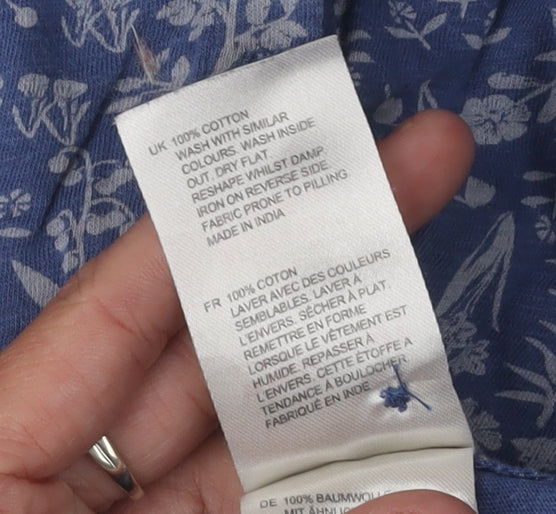 UK 100% COTTON
WASH WITH SIMILAR
COLOURS. WASH INSIDE
OUT. DRY FLAT
RESHAPE WHILST DAMP.
IRON ON REVERSE SIDE
FABRIC PRONE TO PILLING
MADE IN INDIA
FR 100% COTON
LAVER AVEC DES COULEURS
SEMBLABLES. LAVER À
L'ENVERS. SÉCHER À PLAT.
REMETTRE EN FORME
LORSQUE LE VÊTEMENT EST
HUMIDE. REPASSER À
L'ENVERS. CETTE ÉTOFFE A
TENDANCE À BOULOCHER
FABRIQUÉ EN INDE
DE 100% BAUMWOLLE
MIT ÄHNLIC